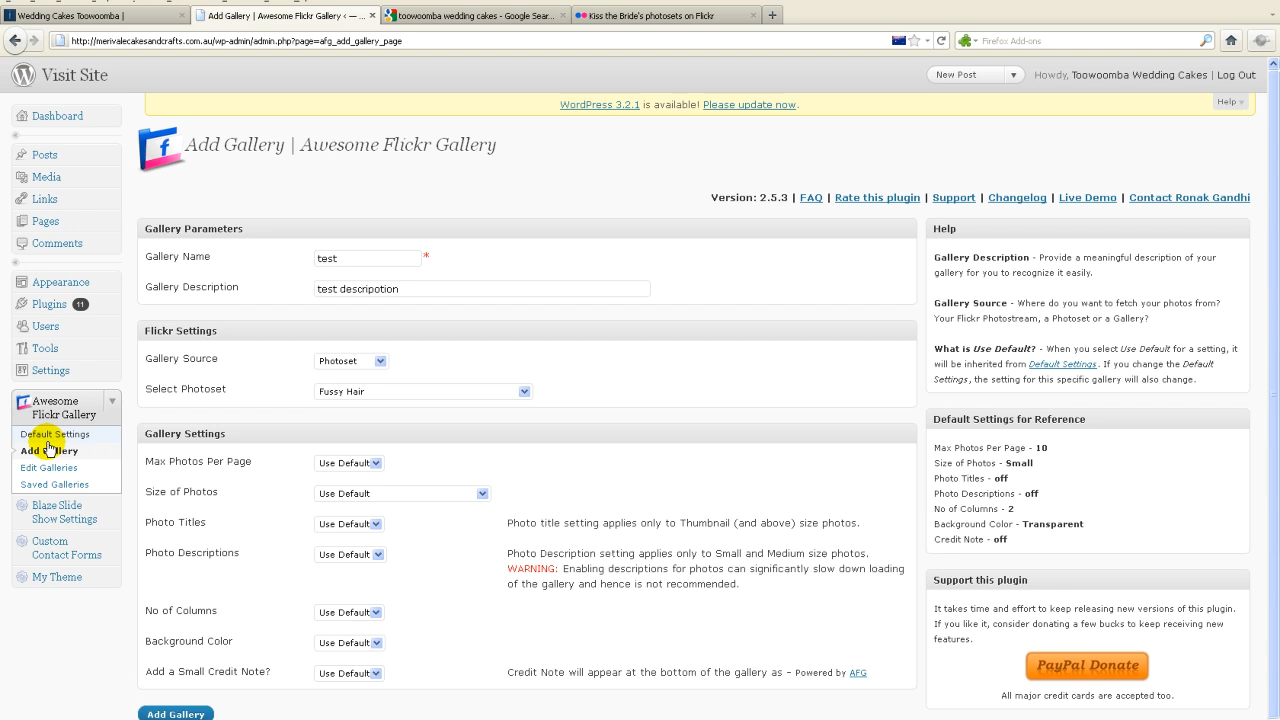 Wedding Cakes Toowoomba |
Add Gallery | Awesome Flickr Gallery ‹ — ...
toowoomba wedding cakes - Google Sear...
Kiss the Bride's photosets on Flickr
http://merivalecakesandcrafts.com.au/wp-admin/admin.php?page=afg_add_gallery_page
Firefox Add-ons
Visit Site
New Post
Howdy, Toowoomba Wedding Cakes | Log Out
WordPress 3.2.1 is available! Please update now.
Help
Add Gallery | Awesome Flickr Gallery
Version: 2.5.3 | FAQ | Rate this plugin | Support | Changelog | Live Demo | Contact Ronak Gandhi
Dashboard
Posts
Media
Links
Pages
Comments
Appearance
Plugins 11
Users
Tools
Settings
Awesome
Flickr Gallery
Default Settings
Add Gallery
Edit Galleries
Saved Galleries
Blaze Slide
Show Settings
Custom
Contact Forms
My Theme
Gallery Parameters
Gallery Name test *
Gallery Description test descripotion
Flickr Settings
Gallery Source Photoset
Select Photoset Fussy Hair
Gallery Settings
Max Photos Per Page Use Default
Size of Photos Use Default
Photo Titles Use Default Photo title setting applies only to Thumbnail (and above) size photos.
Photo Descriptions Use Default Photo Description setting applies only to Small and Medium size photos.
WARNING: Enabling descriptions for photos can significantly slow down loading
of the gallery and hence is not recommended.
No of Columns Use Default
Background Color Use Default
Add a Small Credit Note? Use Default Credit Note will appear at the bottom of the gallery as - Powered by AFG
Add Gallery
Help
Gallery Description - Provide a meaningful description of your
gallery for you to recognize it easily.
Gallery Source - Where do you want to fetch your photos from?
Your Flickr Photostream, a Photoset or a Gallery?
What is Use Default? - When you select Use Default for a setting, it
will be inherited from Default Settings. If you change the Default
Settings, the setting for this specific gallery will also change.
Default Settings for Reference
Max Photos Per Page - 10
Size of Photos - Small
Photo Titles - off
Photo Descriptions - off
No of Columns - 2
Background Color - Transparent
Credit Note - off
Support this plugin
It takes time and effort to keep releasing new versions of this plugin.
If you like it, consider donating a few bucks to keep receiving new
features.
PayPal Donate
All major credit cards are accepted too.